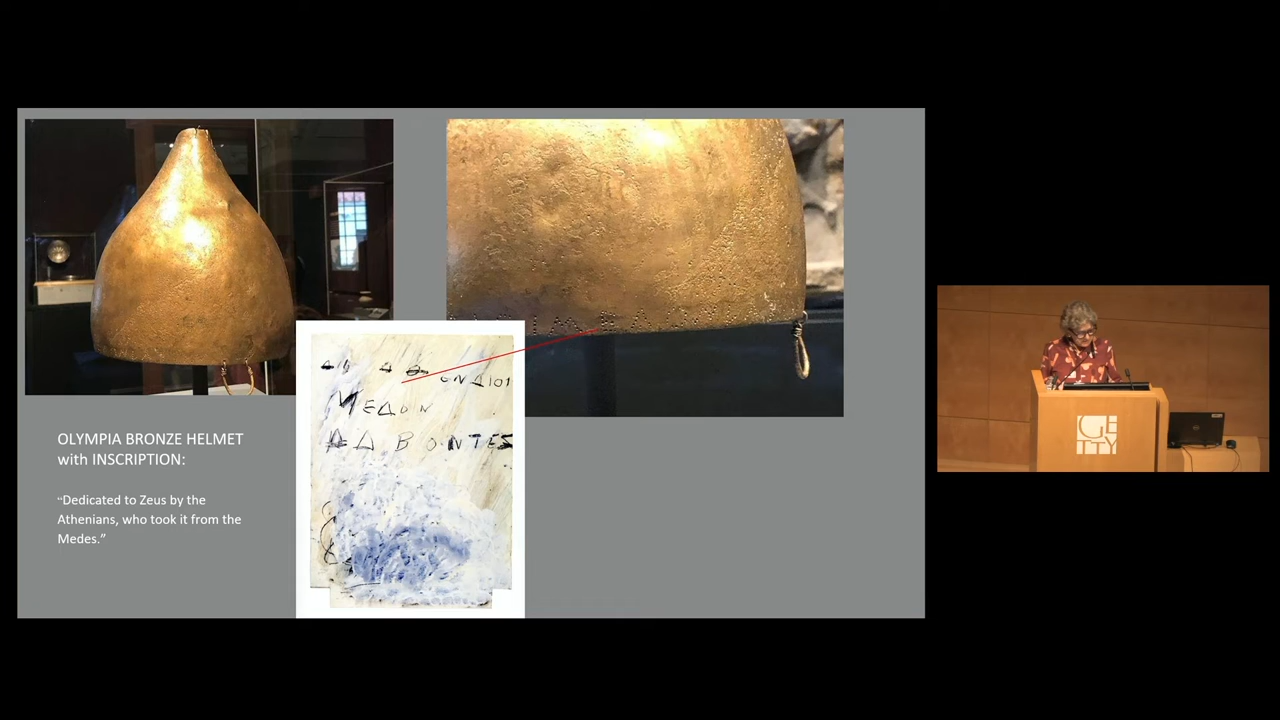 OLYMPIA BRONZE HELMET
with INSCRIPTION:
“Dedicated to Zeus by the
Athenians, who took it from the
Medes.”
ΜΕΔΟΝ
ΛΑΒΟΝΤΕΣ
GETTY